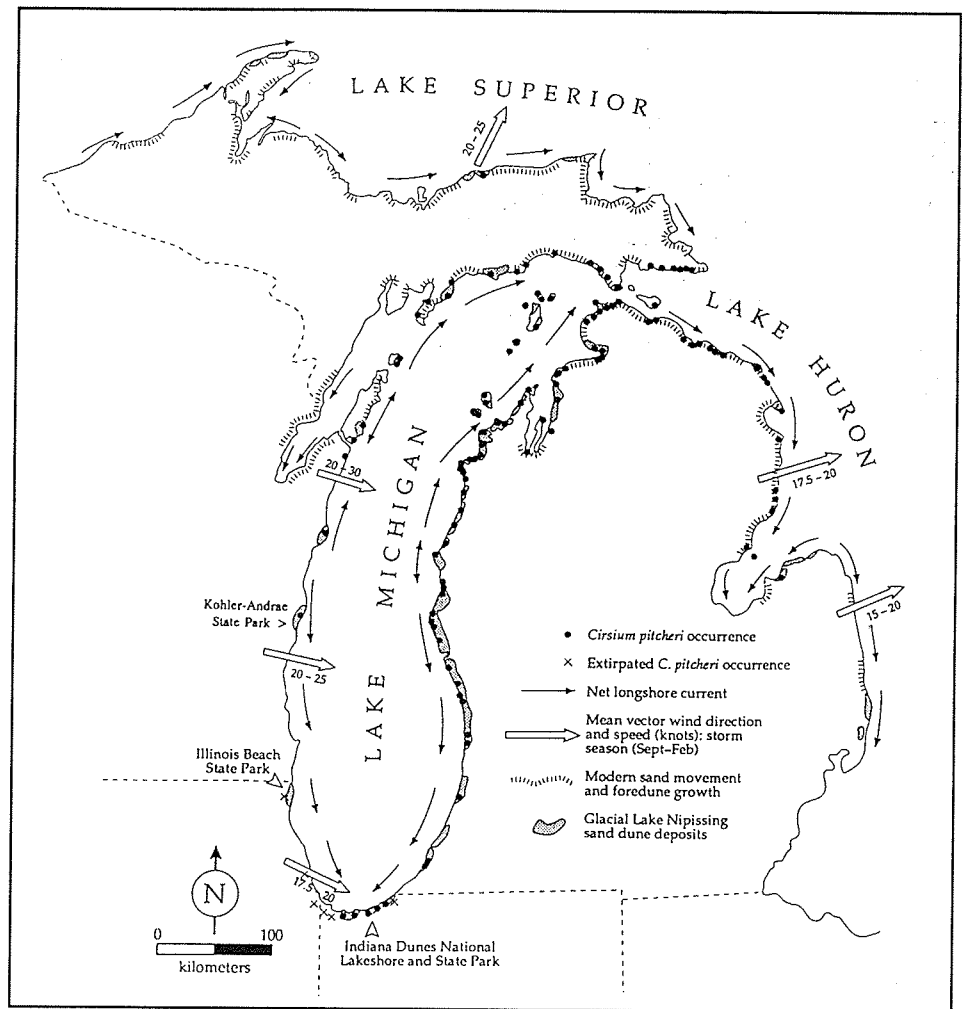 LAKE SUPERIOR
20–25
LAKE HURON
LAKE MICHIGAN
20–30
17.5–20
15–20
Kohler-Andrae
State Park >
20–25
Illinois Beach
State Park
17.5–20
• Cirsium pitcheri occurrence
× Extirpated C. pitcheri occurrence
Net longshore current
Mean vector wind direction
and speed (knots): storm
season (Sept–Feb)
Modern sand movement
and foredune growth
Glacial Lake Nipissing
sand dune deposits
N
0 100
kilometers
Indiana Dunes National
Lakeshore and State Park